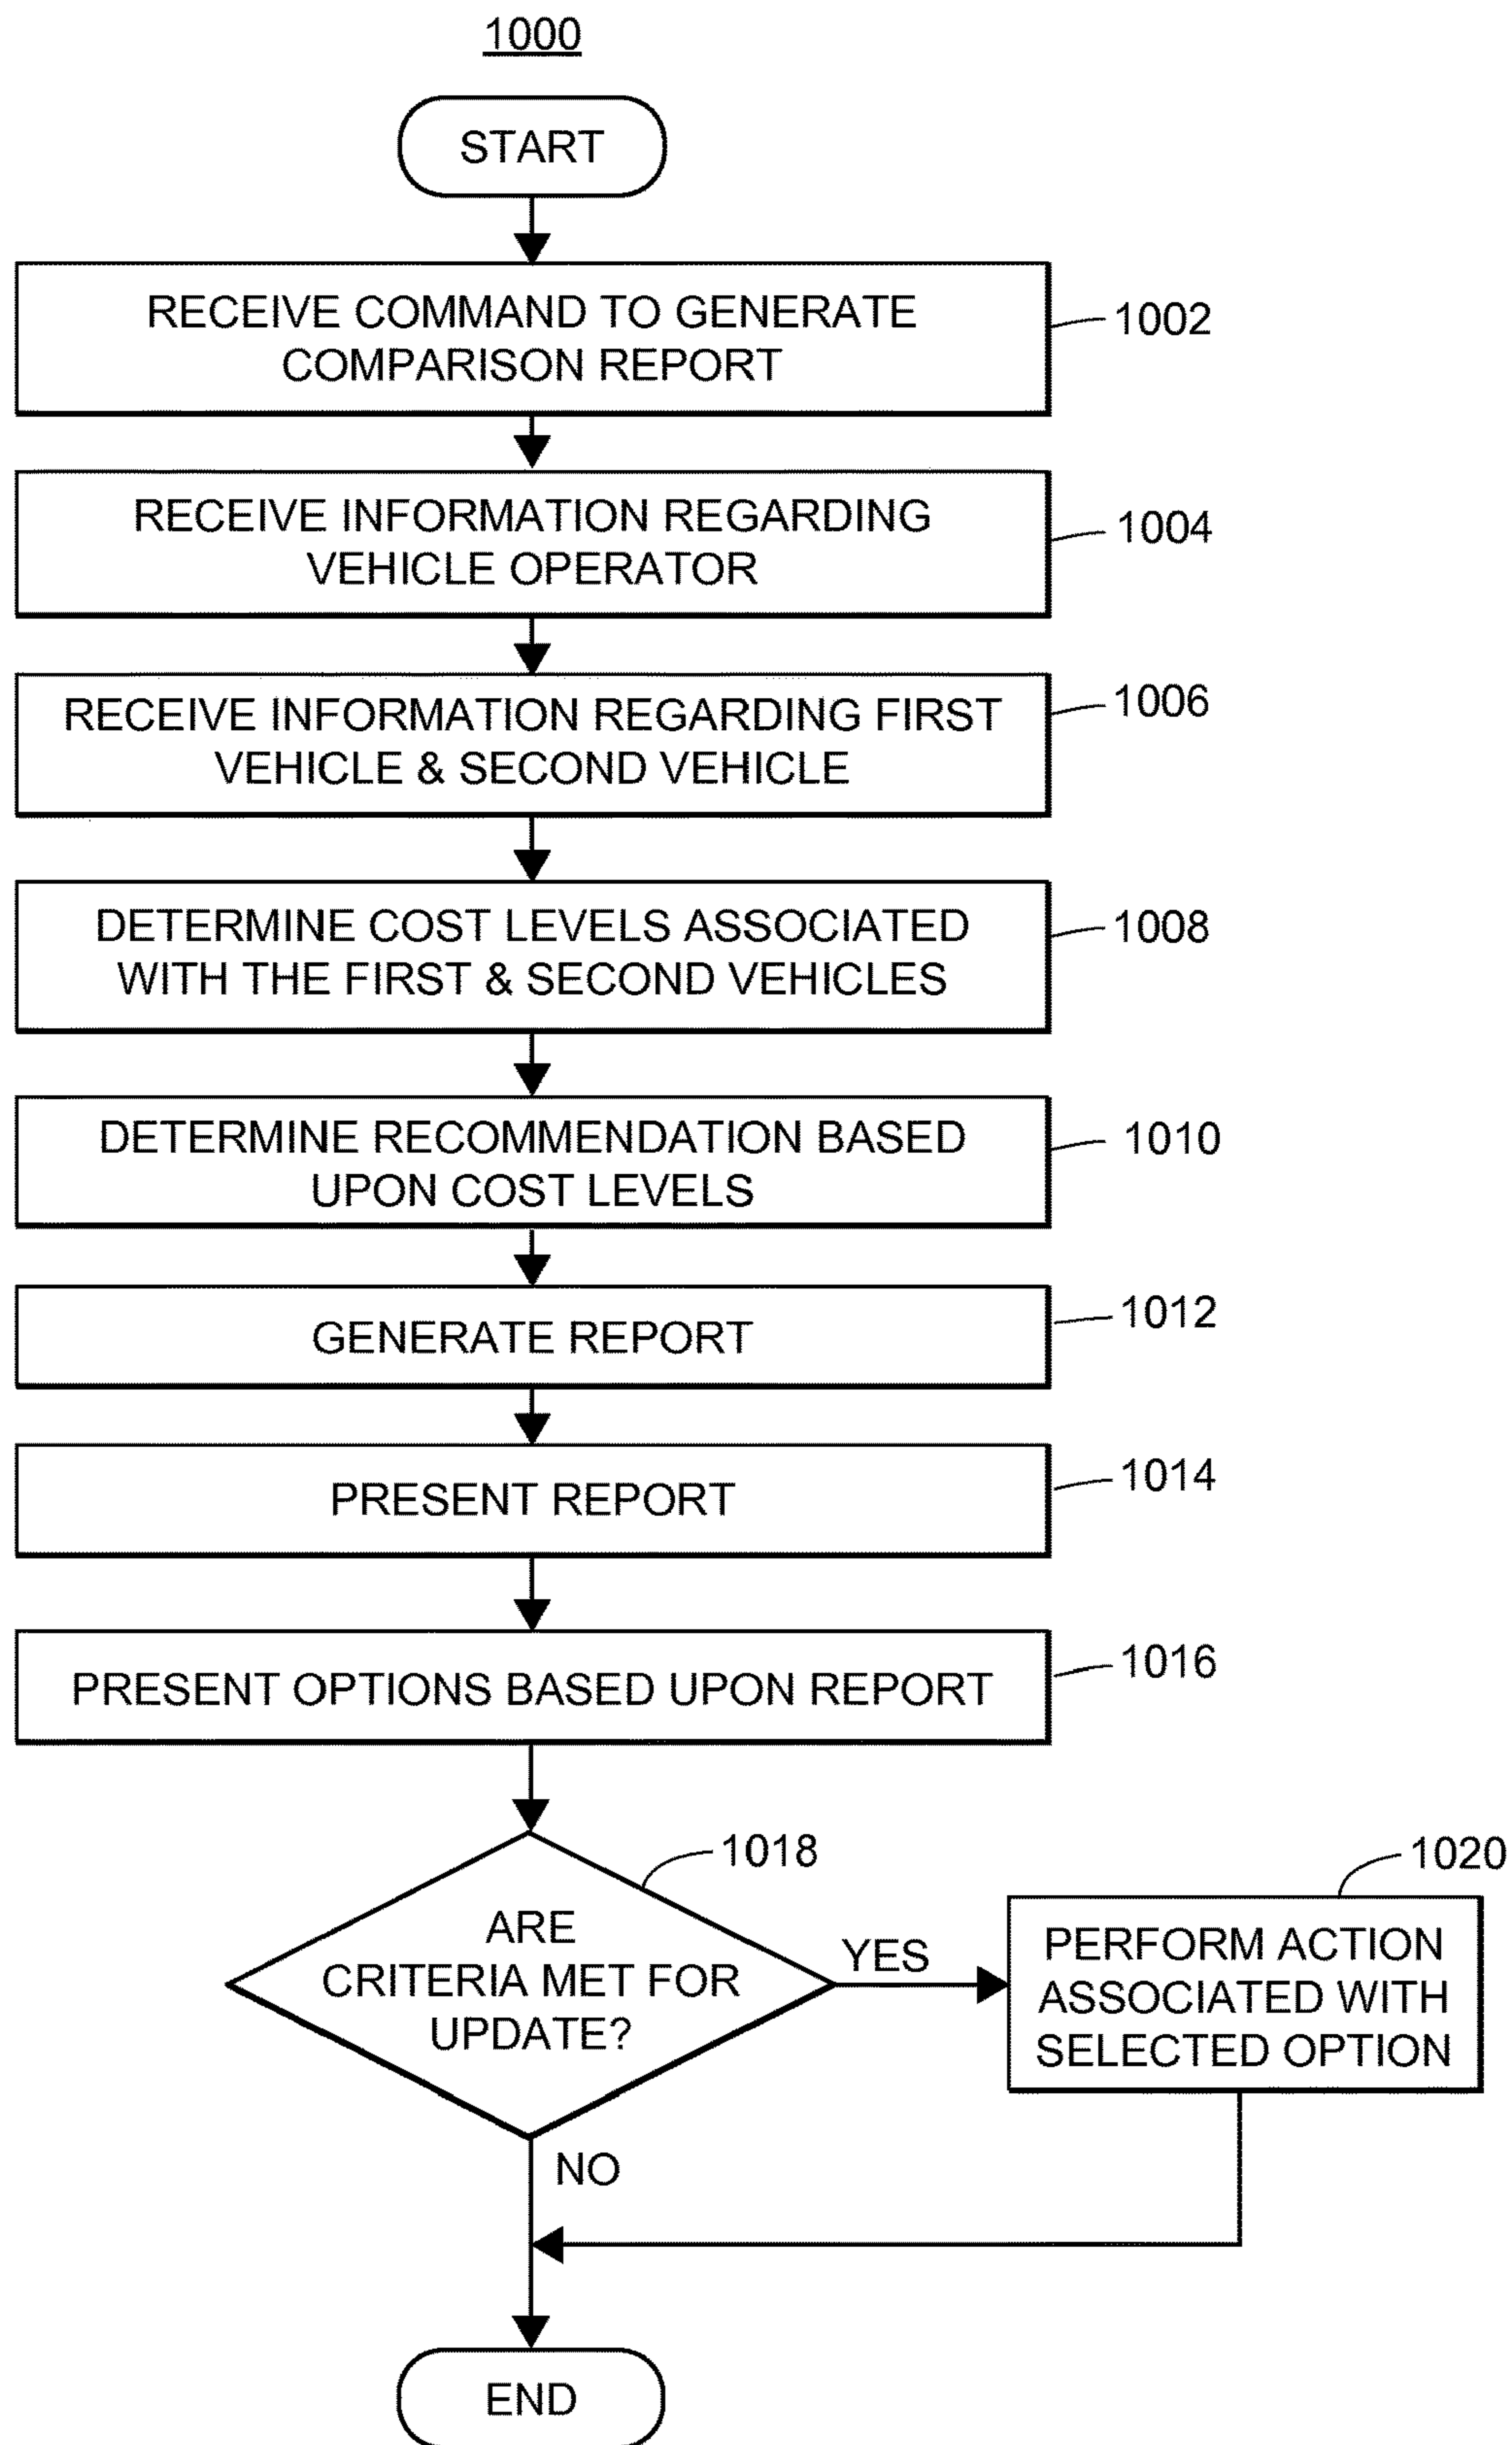 1000
START
RECEIVE COMMAND TO GENERATE
COMPARISON REPORT
1002
RECEIVE INFORMATION REGARDING
VEHICLE OPERATOR
1004
RECEIVE INFORMATION REGARDING FIRST
VEHICLE & SECOND VEHICLE
1006
DETERMINE COST LEVELS ASSOCIATED
WITH THE FIRST & SECOND VEHICLES
1008
DETERMINE RECOMMENDATION BASED
UPON COST LEVELS
1010
GENERATE REPORT
1012
PRESENT REPORT
1014
PRESENT OPTIONS BASED UPON REPORT
1016
ARE
CRITERIA MET FOR
UPDATE?
1018
YES
PERFORM ACTION
ASSOCIATED WITH
SELECTED OPTION
1020
NO
END